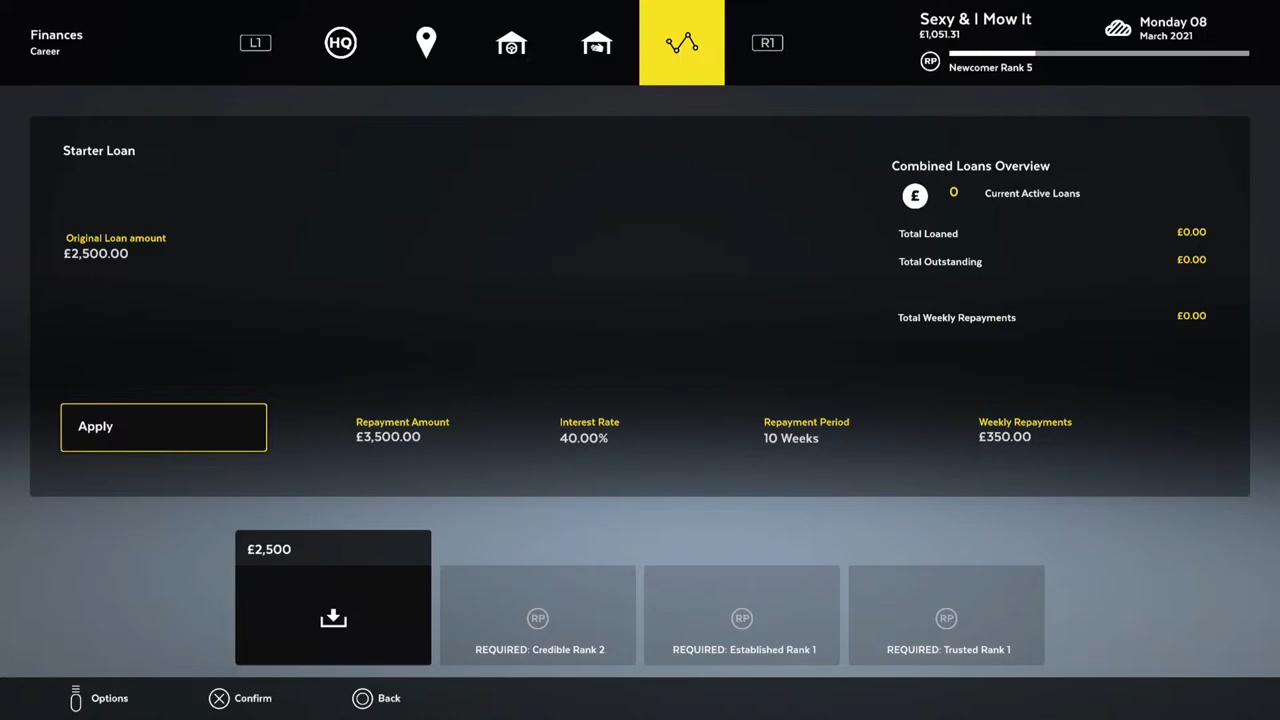 Finances
Career
L1
HQ
R1
Sexy & I Mow It
£1,051.31
RP
Newcomer Rank 5
Monday 08
March 2021
Starter Loan
Original Loan amount
£2,500.00
Combined Loans Overview
£ 0 Current Active Loans
Total Loaned £0.00
Total Outstanding £0.00
Total Weekly Repayments £0.00
Apply
Repayment Amount
£3,500.00
Interest Rate
40.00%
Repayment Period
10 Weeks
Weekly Repayments
£350.00
£2,500
RP
REQUIRED: Credible Rank 2
RP
REQUIRED: Established Rank 1
RP
REQUIRED: Trusted Rank 1
Options
Confirm
Back